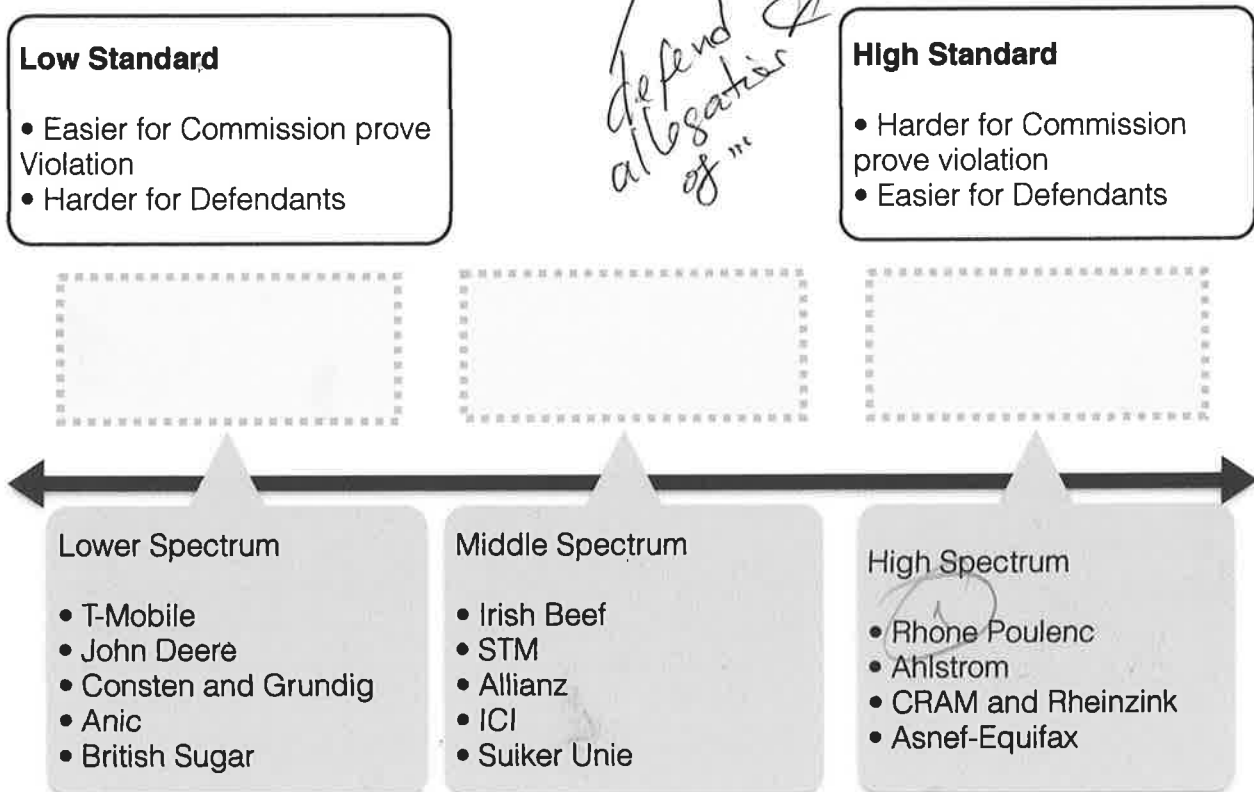 Low Standard
• Easier for Commission prove
Violation
• Harder for Defendants
defend
allegation
of "'
High Standard
• Harder for Commission
prove violation
• Easier for Defendants
Lower Spectrum
• T-Mobile
• John Deere
• Consten and Grundig
• Anic
• British Sugar
Middle Spectrum
• Irish Beef
• STM
• Allianz
• ICI
• Suiker Unie
High Spectrum
• Rhone Poulenc
• Ahlstrom
• CRAM and Rheinzink
• Asnef-Equifax